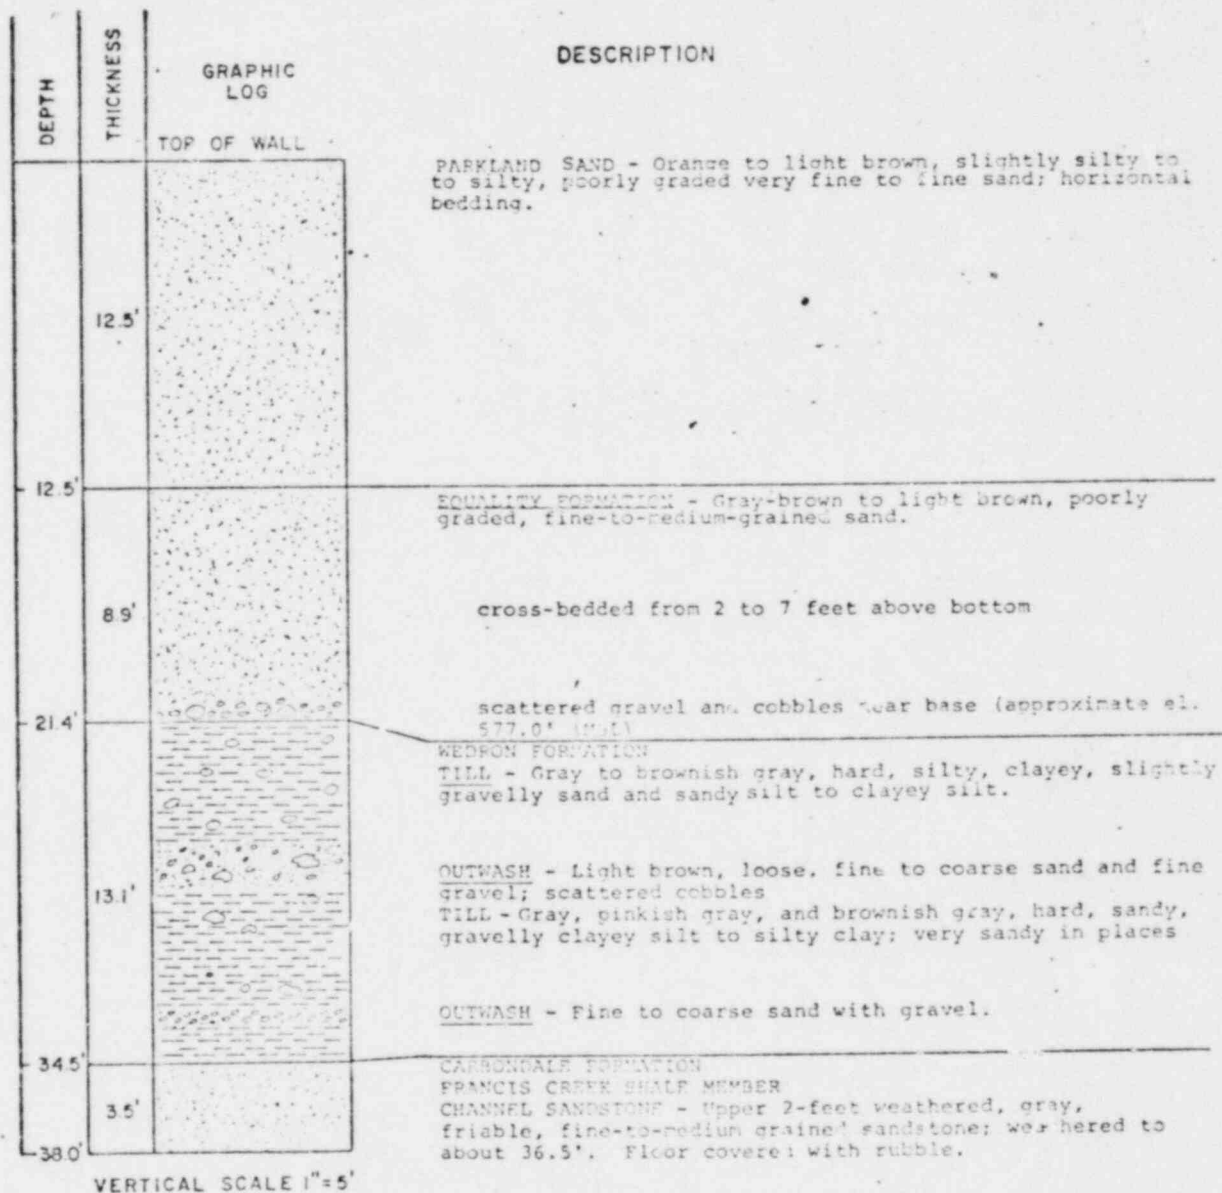 DEPTH
THICKNESS
GRAPHIC
LOG
DESCRIPTION
TOP OF WALL
PARKLAND SAND - Orange to light brown, slightly silty to
to silty, poorly graded very fine to fine sand; horizontal
bedding.
12.5'
12.5'
EQUALITY FORMATION - Gray-brown to light brown, poorly
graded, fine-to-medium-grained sand.
8.9'
cross-bedded from 2 to 7 feet above bottom
scattered gravel and cobbles near base (approximate el.
577.0' (MSL)
21.4'
WEDRON FORMATION
TILL - Gray to brownish gray, hard, silty, clayey, slightly
gravelly sand and sandy silt to clayey silt.
13.1'
OUTWASH - Light brown, loose, fine to coarse sand and fine
gravel; scattered cobbles
TILL - Gray, pinkish gray, and brownish gray, hard, sandy,
gravelly clayey silt to silty clay; very sandy in places
OUTWASH - Fine to coarse sand with gravel.
34.5'
CARBONDALE FORMATION
FRANCIS CREEK SHALE MEMBER
3.5'
CHANNEL SANDSTONE - Upper 2-feet weathered, gray,
friable, fine-to-medium grained sandstone; weathered to
about 36.5'. Floor covered with rubble.
38.0'
VERTICAL SCALE 1"=5'